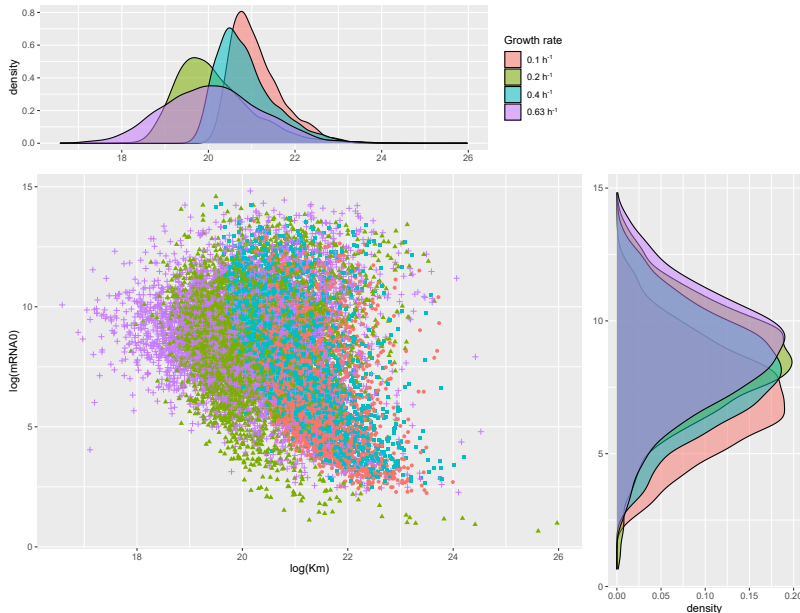 Growth rate
0.1 h⁻¹
0.2 h⁻¹
0.4 h⁻¹
0.63 h⁻¹
density
0.8
0.6
0.4
0.2
0.0
18 20 22 24 26
log(mRNA0)
15
10
5
0
18 20 22 24 26
log(Km)
15
10
5
0
0.00 0.05 0.10 0.15 0.20
density